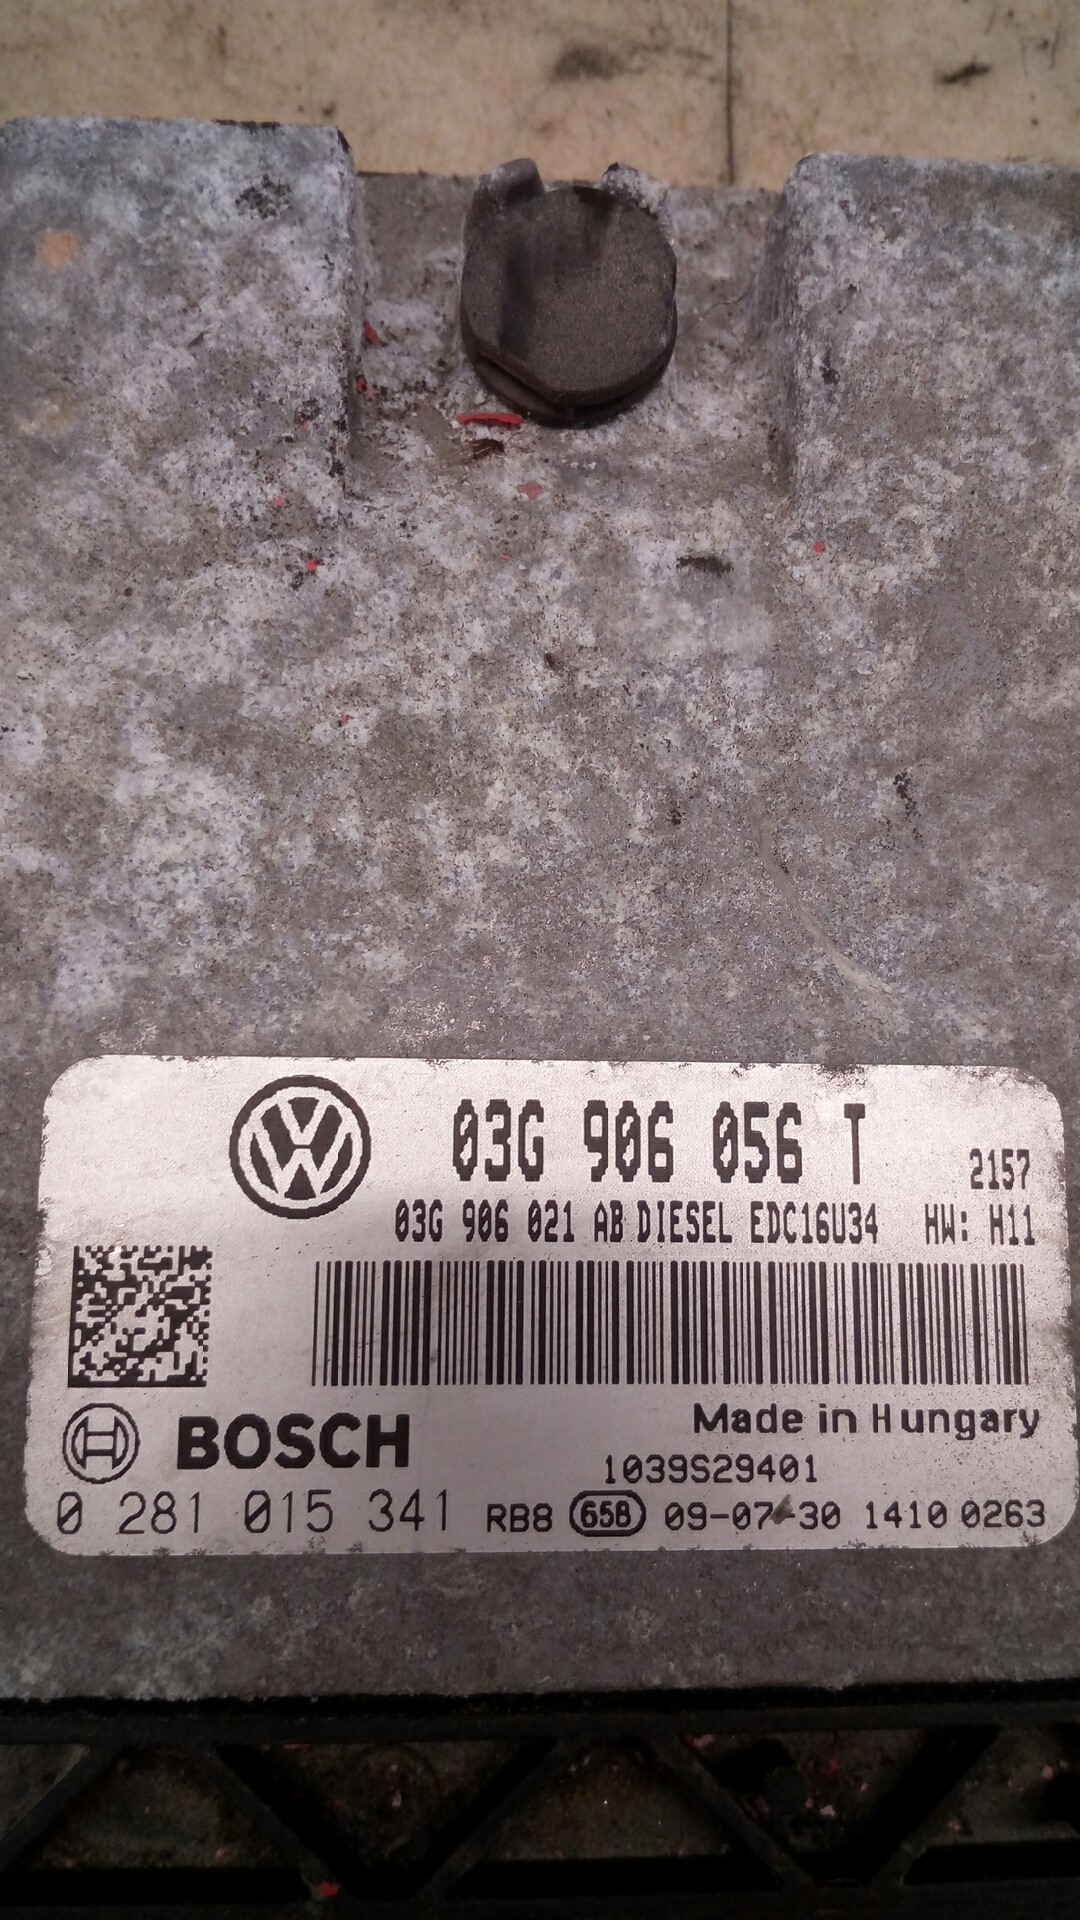 03G 906 056 T 2157
03G 906 021 AB DIESEL EDC16U34 HW: H11
BOSCH Made in Hungary
1039S29401
0 281 015 341 RB8 65B 09-07-30 1410 0263